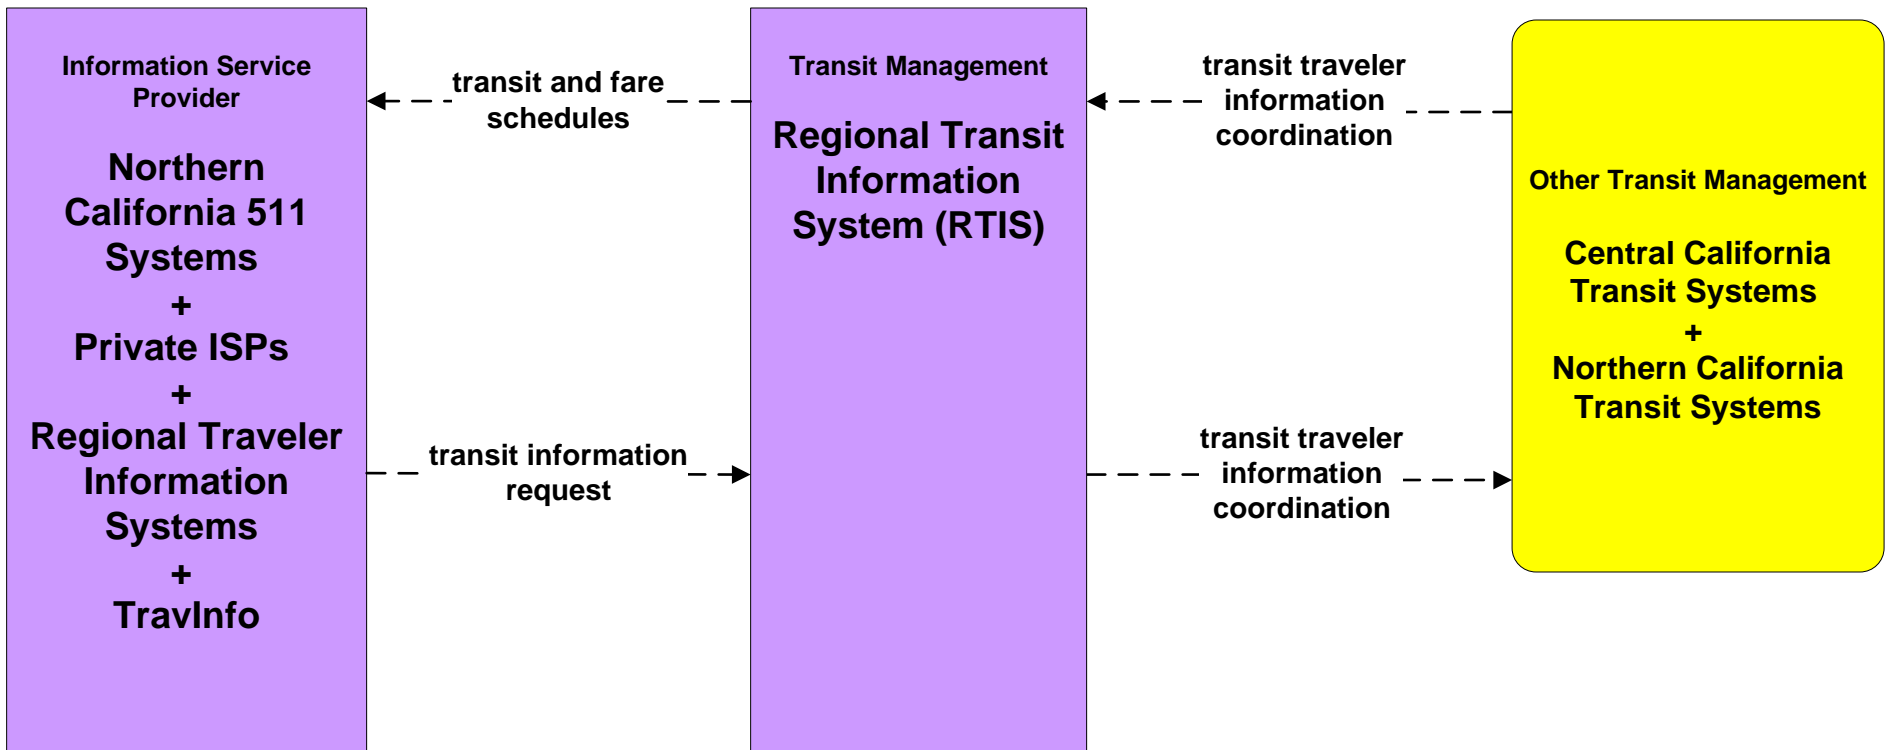 Information Service
Provider
Northern
California 511
Systems
+
Private ISPs
+
Regional Traveler
Information
Systems
+
TravInfo
transit and fare
schedules
transit information
request
Transit Management
Regional Transit
Information
System (RTIS)
transit traveler
information
coordination
transit traveler
information
coordination
Other Transit Management
Central California
Transit Systems
+
Northern California
Transit Systems